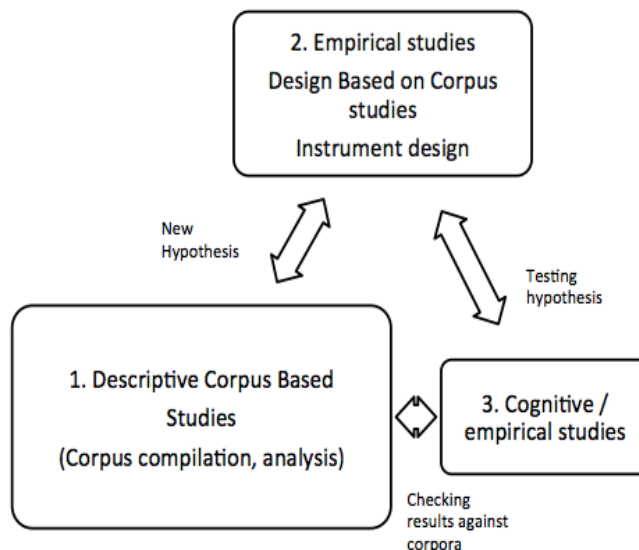 2. Empirical studies
Design Based on Corpus
studies
Instrument design
New
Hypothesis
Testing
hypothesis
1. Descriptive Corpus Based
Studies
(Corpus compilation, analysis)
3. Cognitive /
empirical studies
Checking
results against
corpora